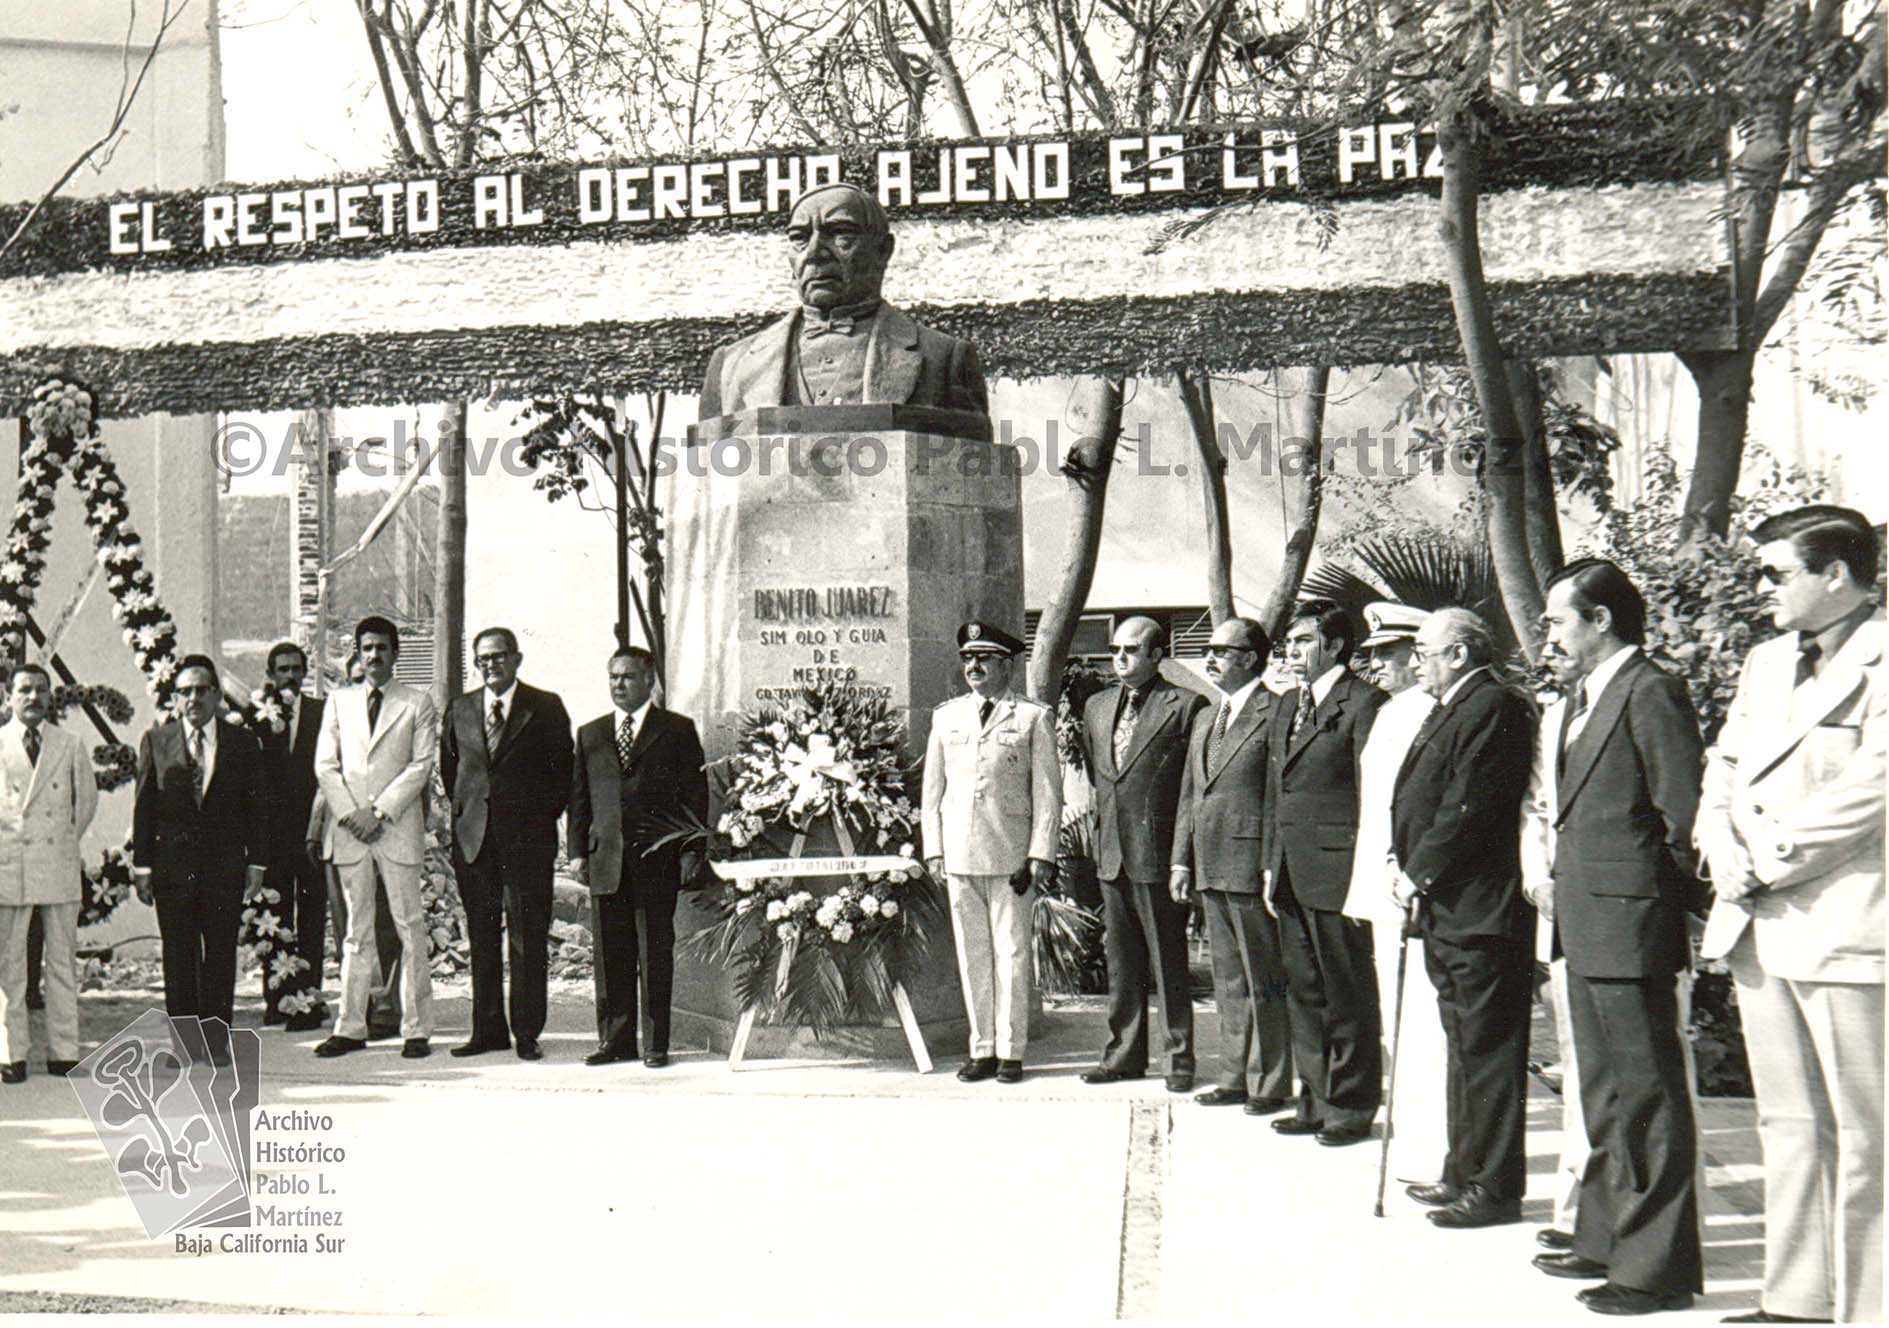 EL RESPETO AL DERECHO AJENO ES LA PAZ
©Archivo Histórico Pablo L. Martínez©
BENITO JUAREZ
SIM OLO Y GUIA
DE
MEXICO
Archivo
Histórico
Pablo L.
Martínez
Baja California Sur